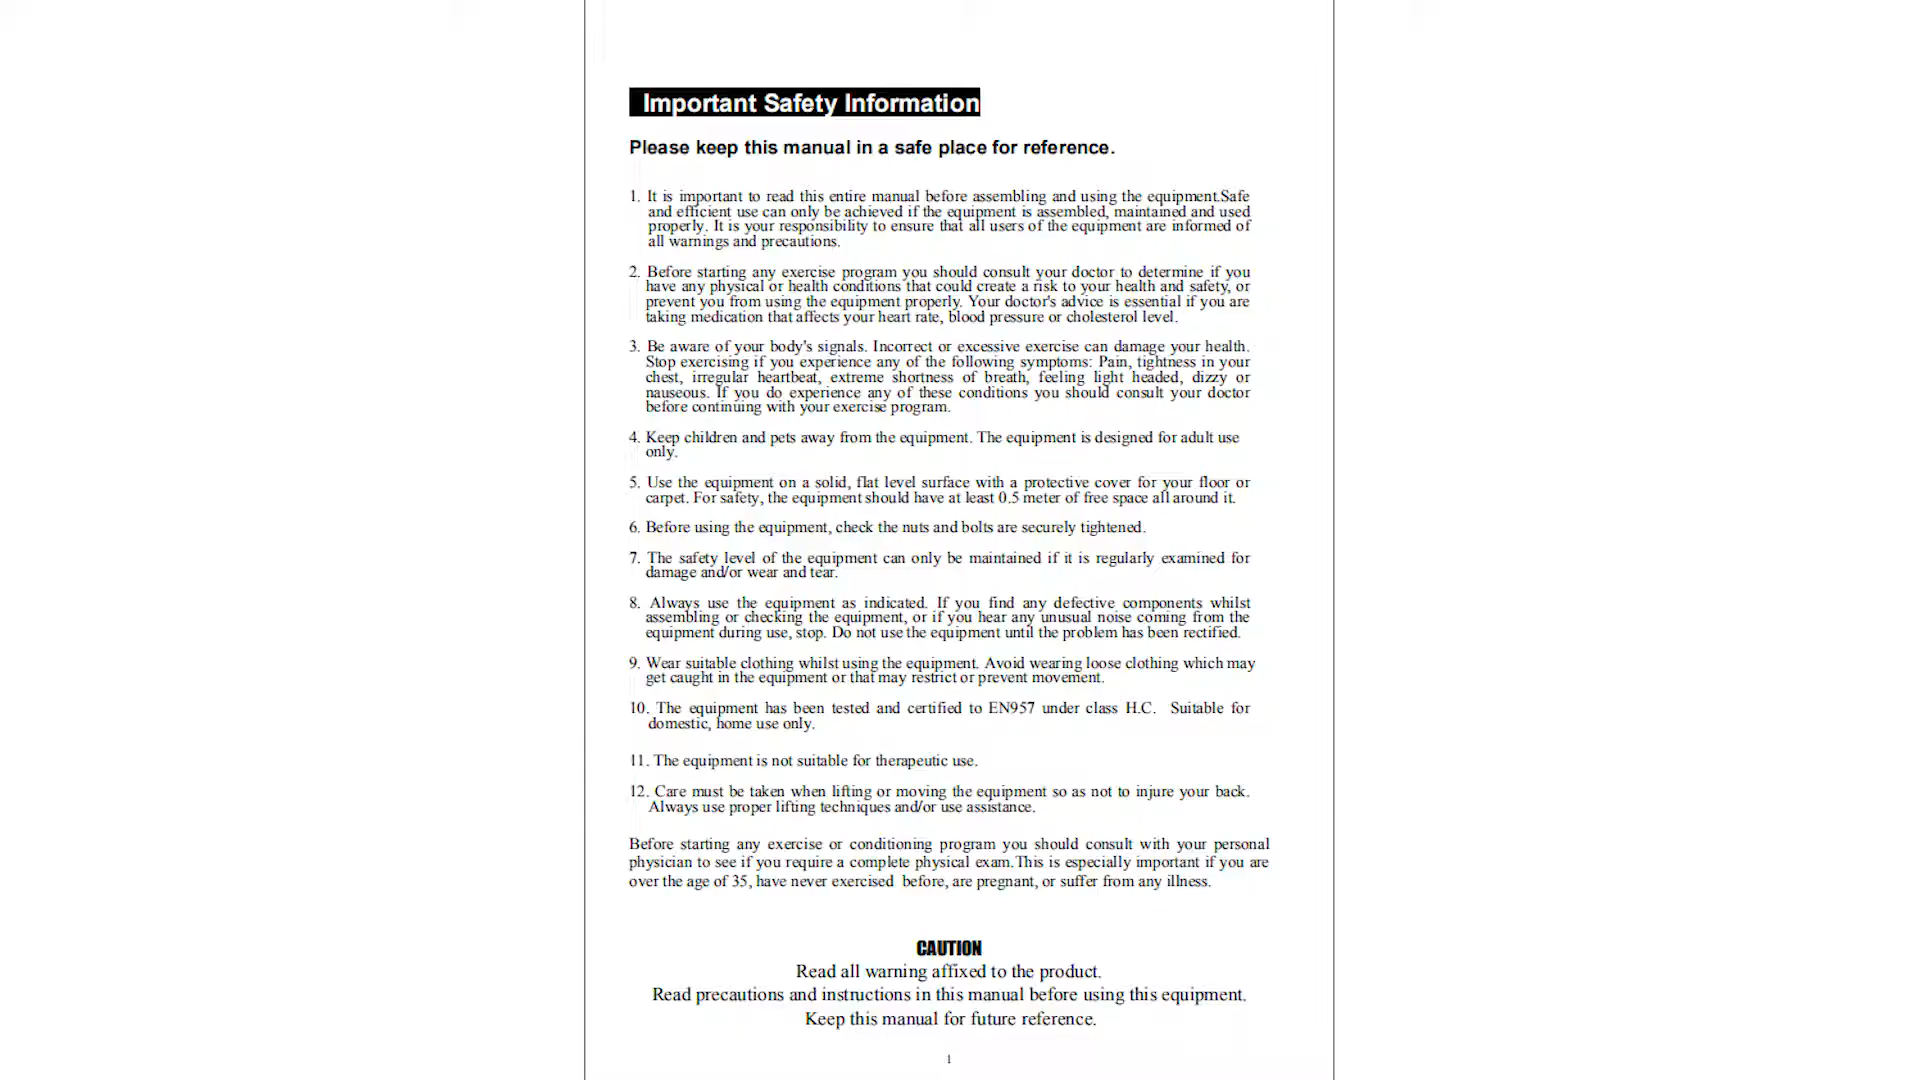 Important Safety Information
Please keep this manual in a safe place for reference.
1. It is important to read this entire manual before assembling and using the equipment.Safe
and efficient use can only be achieved if the equipment is assembled, maintained and used
properly. It is your responsibility to ensure that all users of the equipment are informed of
all warnings and precautions.
2. Before starting any exercise program you should consult your doctor to determine if you
have any physical or health conditions that could create a risk to your health and safety, or
prevent you from using the equipment properly. Your doctor's advice is essential if you are
taking medication that affects your heart rate, blood pressure or cholesterol level.
3. Be aware of your body's signals. Incorrect or excessive exercise can damage your health.
Stop exercising if you experience any of the following symptoms: Pain, tightness in your
chest, irregular heartbeat, extreme shortness of breath, feeling light headed, dizzy or
nauseous. If you do experience any of these conditions you should consult your doctor
before continuing with your exercise program.
4. Keep children and pets away from the equipment. The equipment is designed for adult use
only.
5. Use the equipment on a solid, flat level surface with a protective cover for your floor or
carpet. For safety, the equipment should have at least 0.5 meter of free space all around it.
6. Before using the equipment, check the nuts and bolts are securely tightened.
7. The safety level of the equipment can only be maintained if it is regularly examined for
damage and/or wear and tear.
8. Always use the equipment as indicated. If you find any defective components whilst
assembling or checking the equipment, or if you hear any unusual noise coming from the
equipment during use, stop. Do not use the equipment until the problem has been rectified.
9. Wear suitable clothing whilst using the equipment. Avoid wearing loose clothing which may
get caught in the equipment or that may restrict or prevent movement.
10. The equipment has been tested and certified to EN957 under class H.C. Suitable for
domestic, home use only.
11. The equipment is not suitable for therapeutic use.
12. Care must be taken when lifting or moving the equipment so as not to injure your back.
Always use proper lifting techniques and/or use assistance.
Before starting any exercise or conditioning program you should consult with your personal
physician to see if you require a complete physical exam.This is especially important if you are
over the age of 35, have never exercised before, are pregnant, or suffer from any illness.
CAUTION
Read all warning affixed to the product.
Read precautions and instructions in this manual before using this equipment.
Keep this manual for future reference.
1